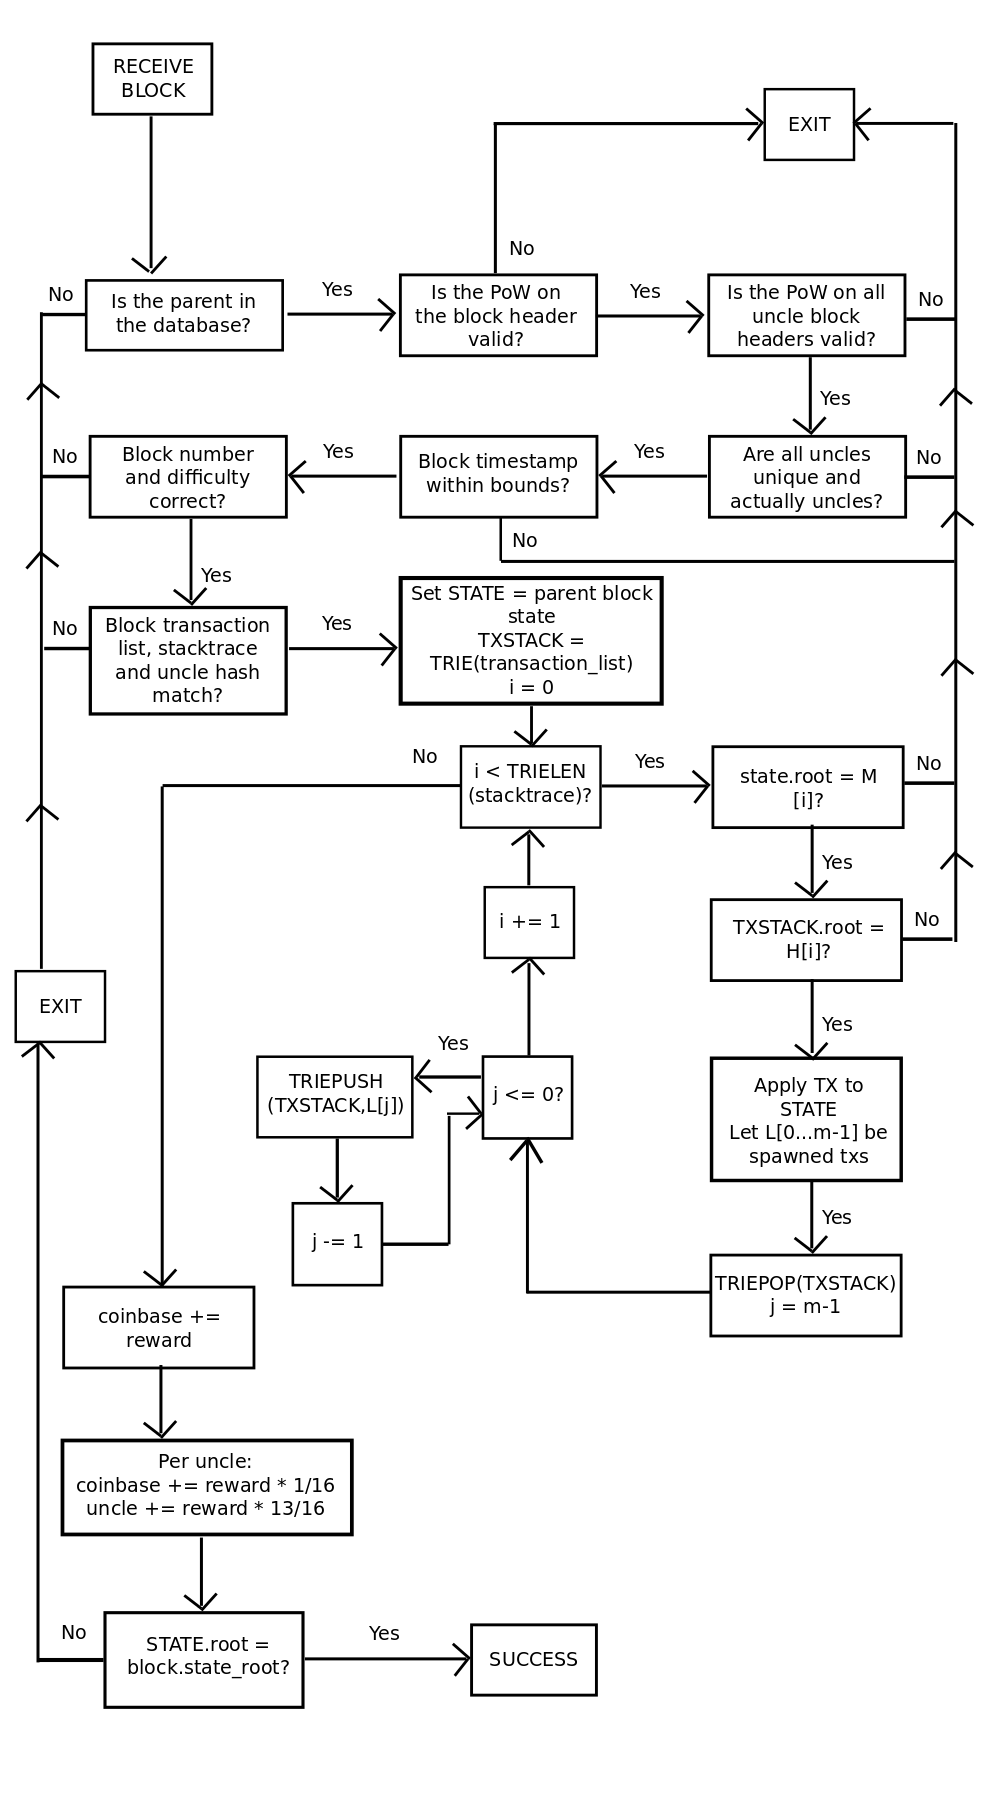 RECEIVE
BLOCK
EXIT
No
No
Is the parent in
the database?
Yes
Is the PoW on
the block header
valid?
Yes
Is the PoW on all
uncle block
headers valid?
No
Yes
No
Block number
and difficulty
correct?
Yes
Block timestamp
within bounds?
Yes
Are all uncles
unique and
actually uncles?
No
No
Yes
No
Block transaction
list, stacktrace
and uncle hash
match?
Yes
Set STATE = parent block
state
TXSTACK =
TRIE(transaction_list)
i = 0
No
i < TRIELEN
(stacktrace)?
Yes
state.root = M
[i]?
No
Yes
i += 1
TXSTACK.root =
H[i]?
No
EXIT
Yes
Yes
TRIEPUSH
(TXSTACK,L[j])
j <= 0?
Apply TX to
STATE
Let L[0...m-1] be
spawned txs
Yes
j -= 1
TRIEPOP(TXSTACK)
j = m-1
coinbase +=
reward
Per uncle:
coinbase += reward * 1/16
uncle += reward * 13/16
No
STATE.root =
block.state_root?
Yes
SUCCESS